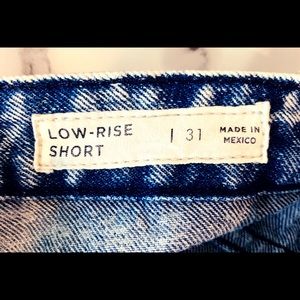 LOW-RISE
SHORT
| 31
MADE IN
MEXICO